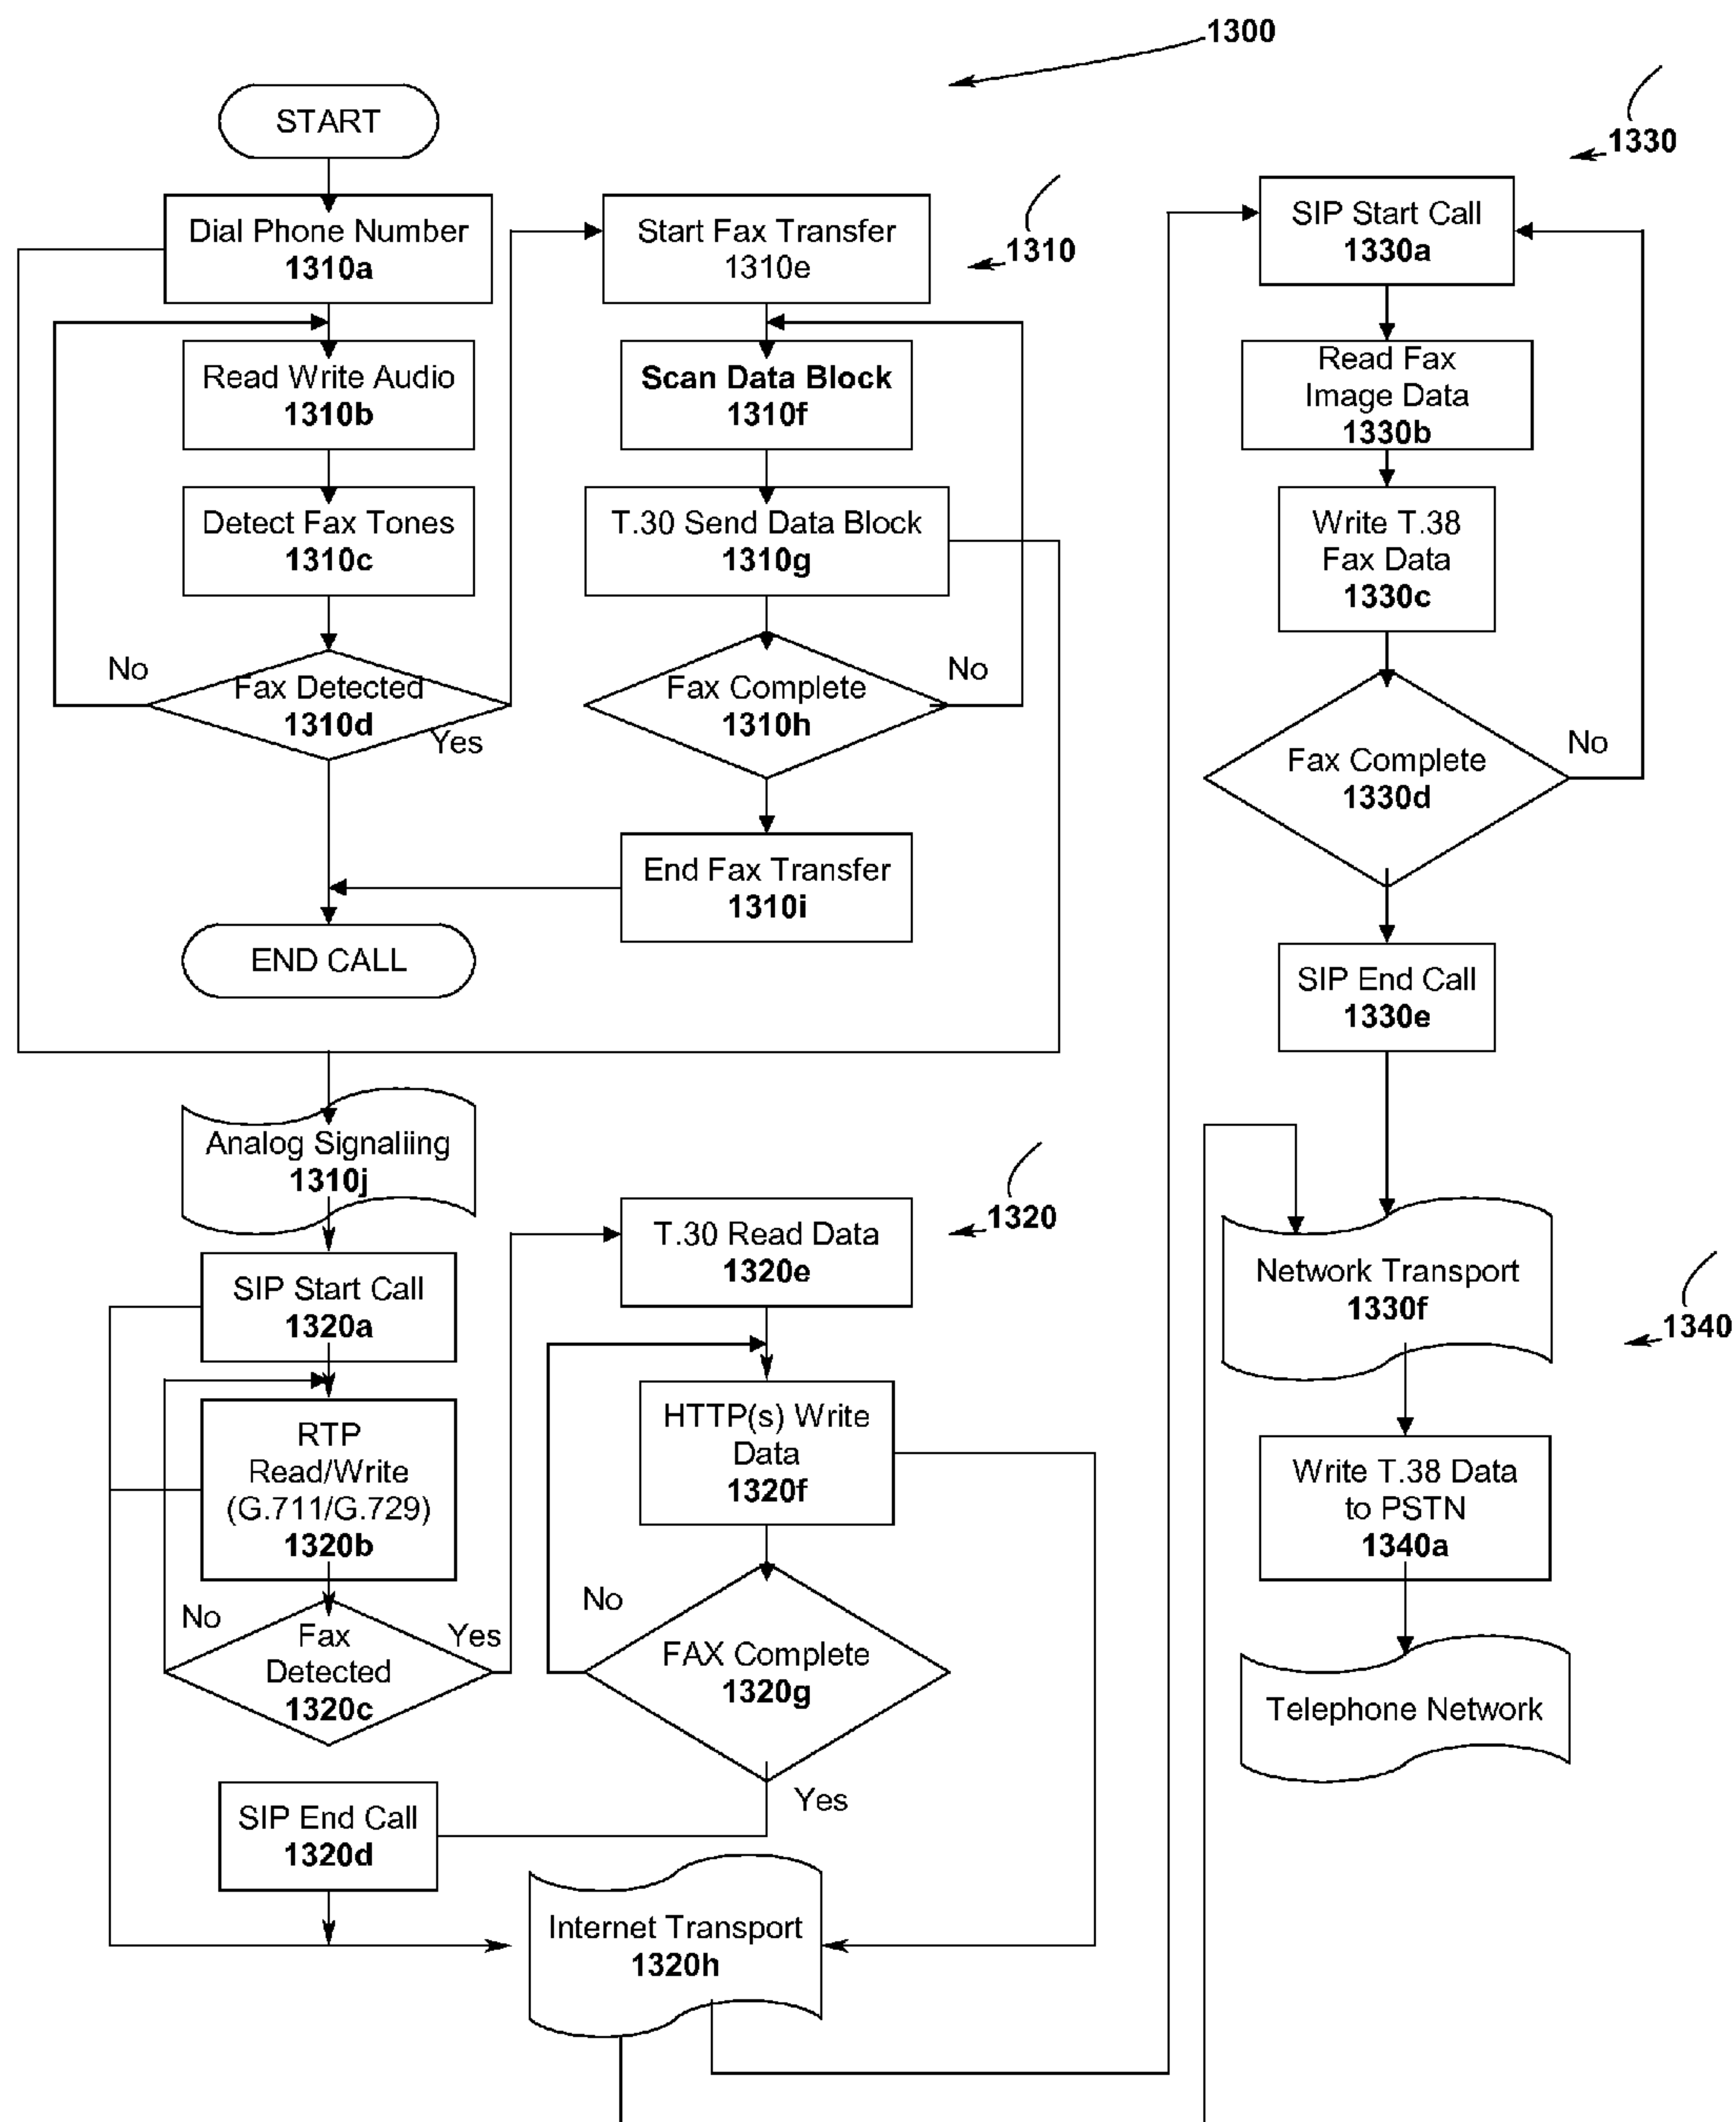 1300
START
Dial Phone Number
1310a
Read Write Audio
1310b
Detect Fax Tones
1310c
No
Fax Detected
1310d
Yes
END CALL
Start Fax Transfer
1310e
1310
Scan Data Block
1310f
T.30 Send Data Block
1310g
Fax Complete
1310h
No
End Fax Transfer
1310i
Analog Signaliing
1310j
SIP Start Call
1320a
RTP
Read/Write
(G.711/G.729)
1320b
No
Fax
Detected
1320c
Yes
SIP End Call
1320d
T.30 Read Data
1320e
1320
HTTP(s) Write
Data
1320f
No
FAX Complete
1320g
Yes
Internet Transport
1320h
1330
SIP Start Call
1330a
Read Fax
Image Data
1330b
Write T.38
Fax Data
1330c
Fax Complete
1330d
No
SIP End Call
1330e
Network Transport
1330f
1340
Write T.38 Data
to PSTN
1340a
Telephone Network